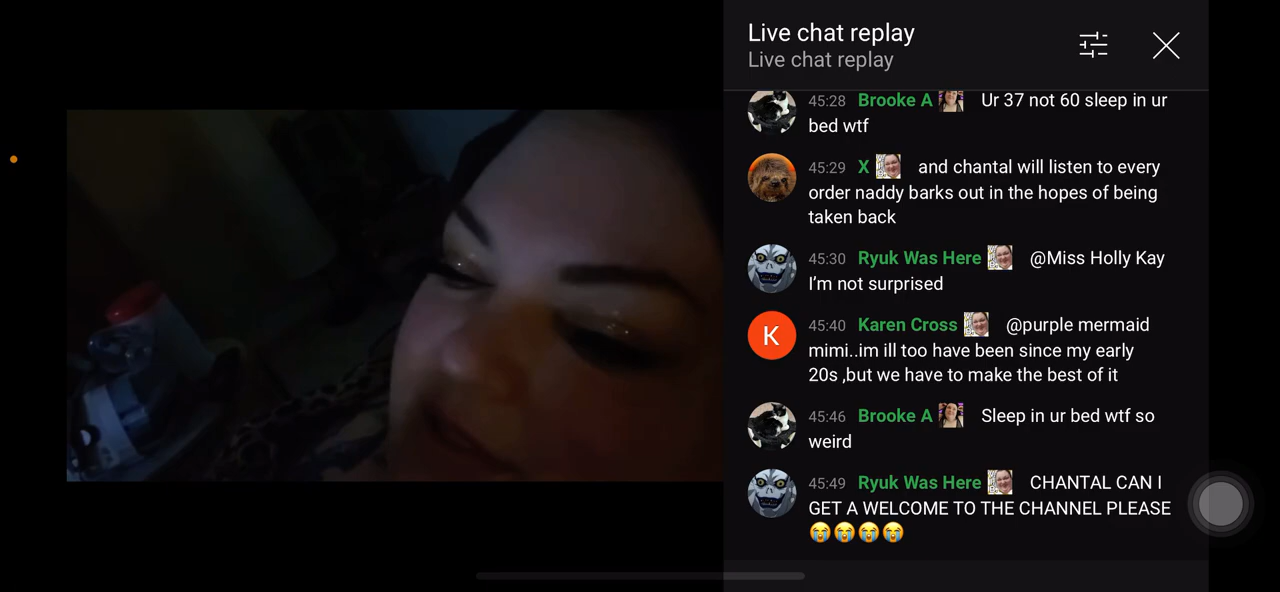 Live chat replay
Live chat replay
45:28 Brooke A Ur 37 not 60 sleep in ur
bed wtf
45:29 X and chantal will listen to every
order naddy barks out in the hopes of being
taken back
45:30 Ryuk Was Here @Miss Holly Kay
I’m not surprised
K
45:40 Karen Cross @purple mermaid
mimi..im ill too have been since my early
20s ,but we have to make the best of it
45:46 Brooke A Sleep in ur bed wtf so
weird
45:49 Ryuk Was Here CHANTAL CAN I
GET A WELCOME TO THE CHANNEL PLEASE
😭😭😭😭